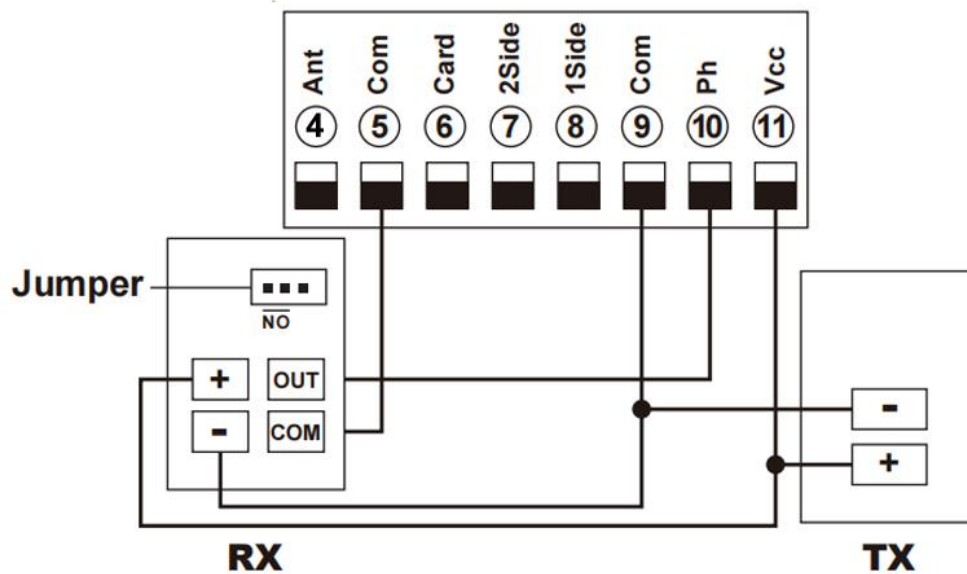 Ant Com Card 2Side 1Side Com Ph Vcc
4 5 6 7 8 9 10 11
Jumper
NO
+ OUT
- COM
-
+
RX
TX